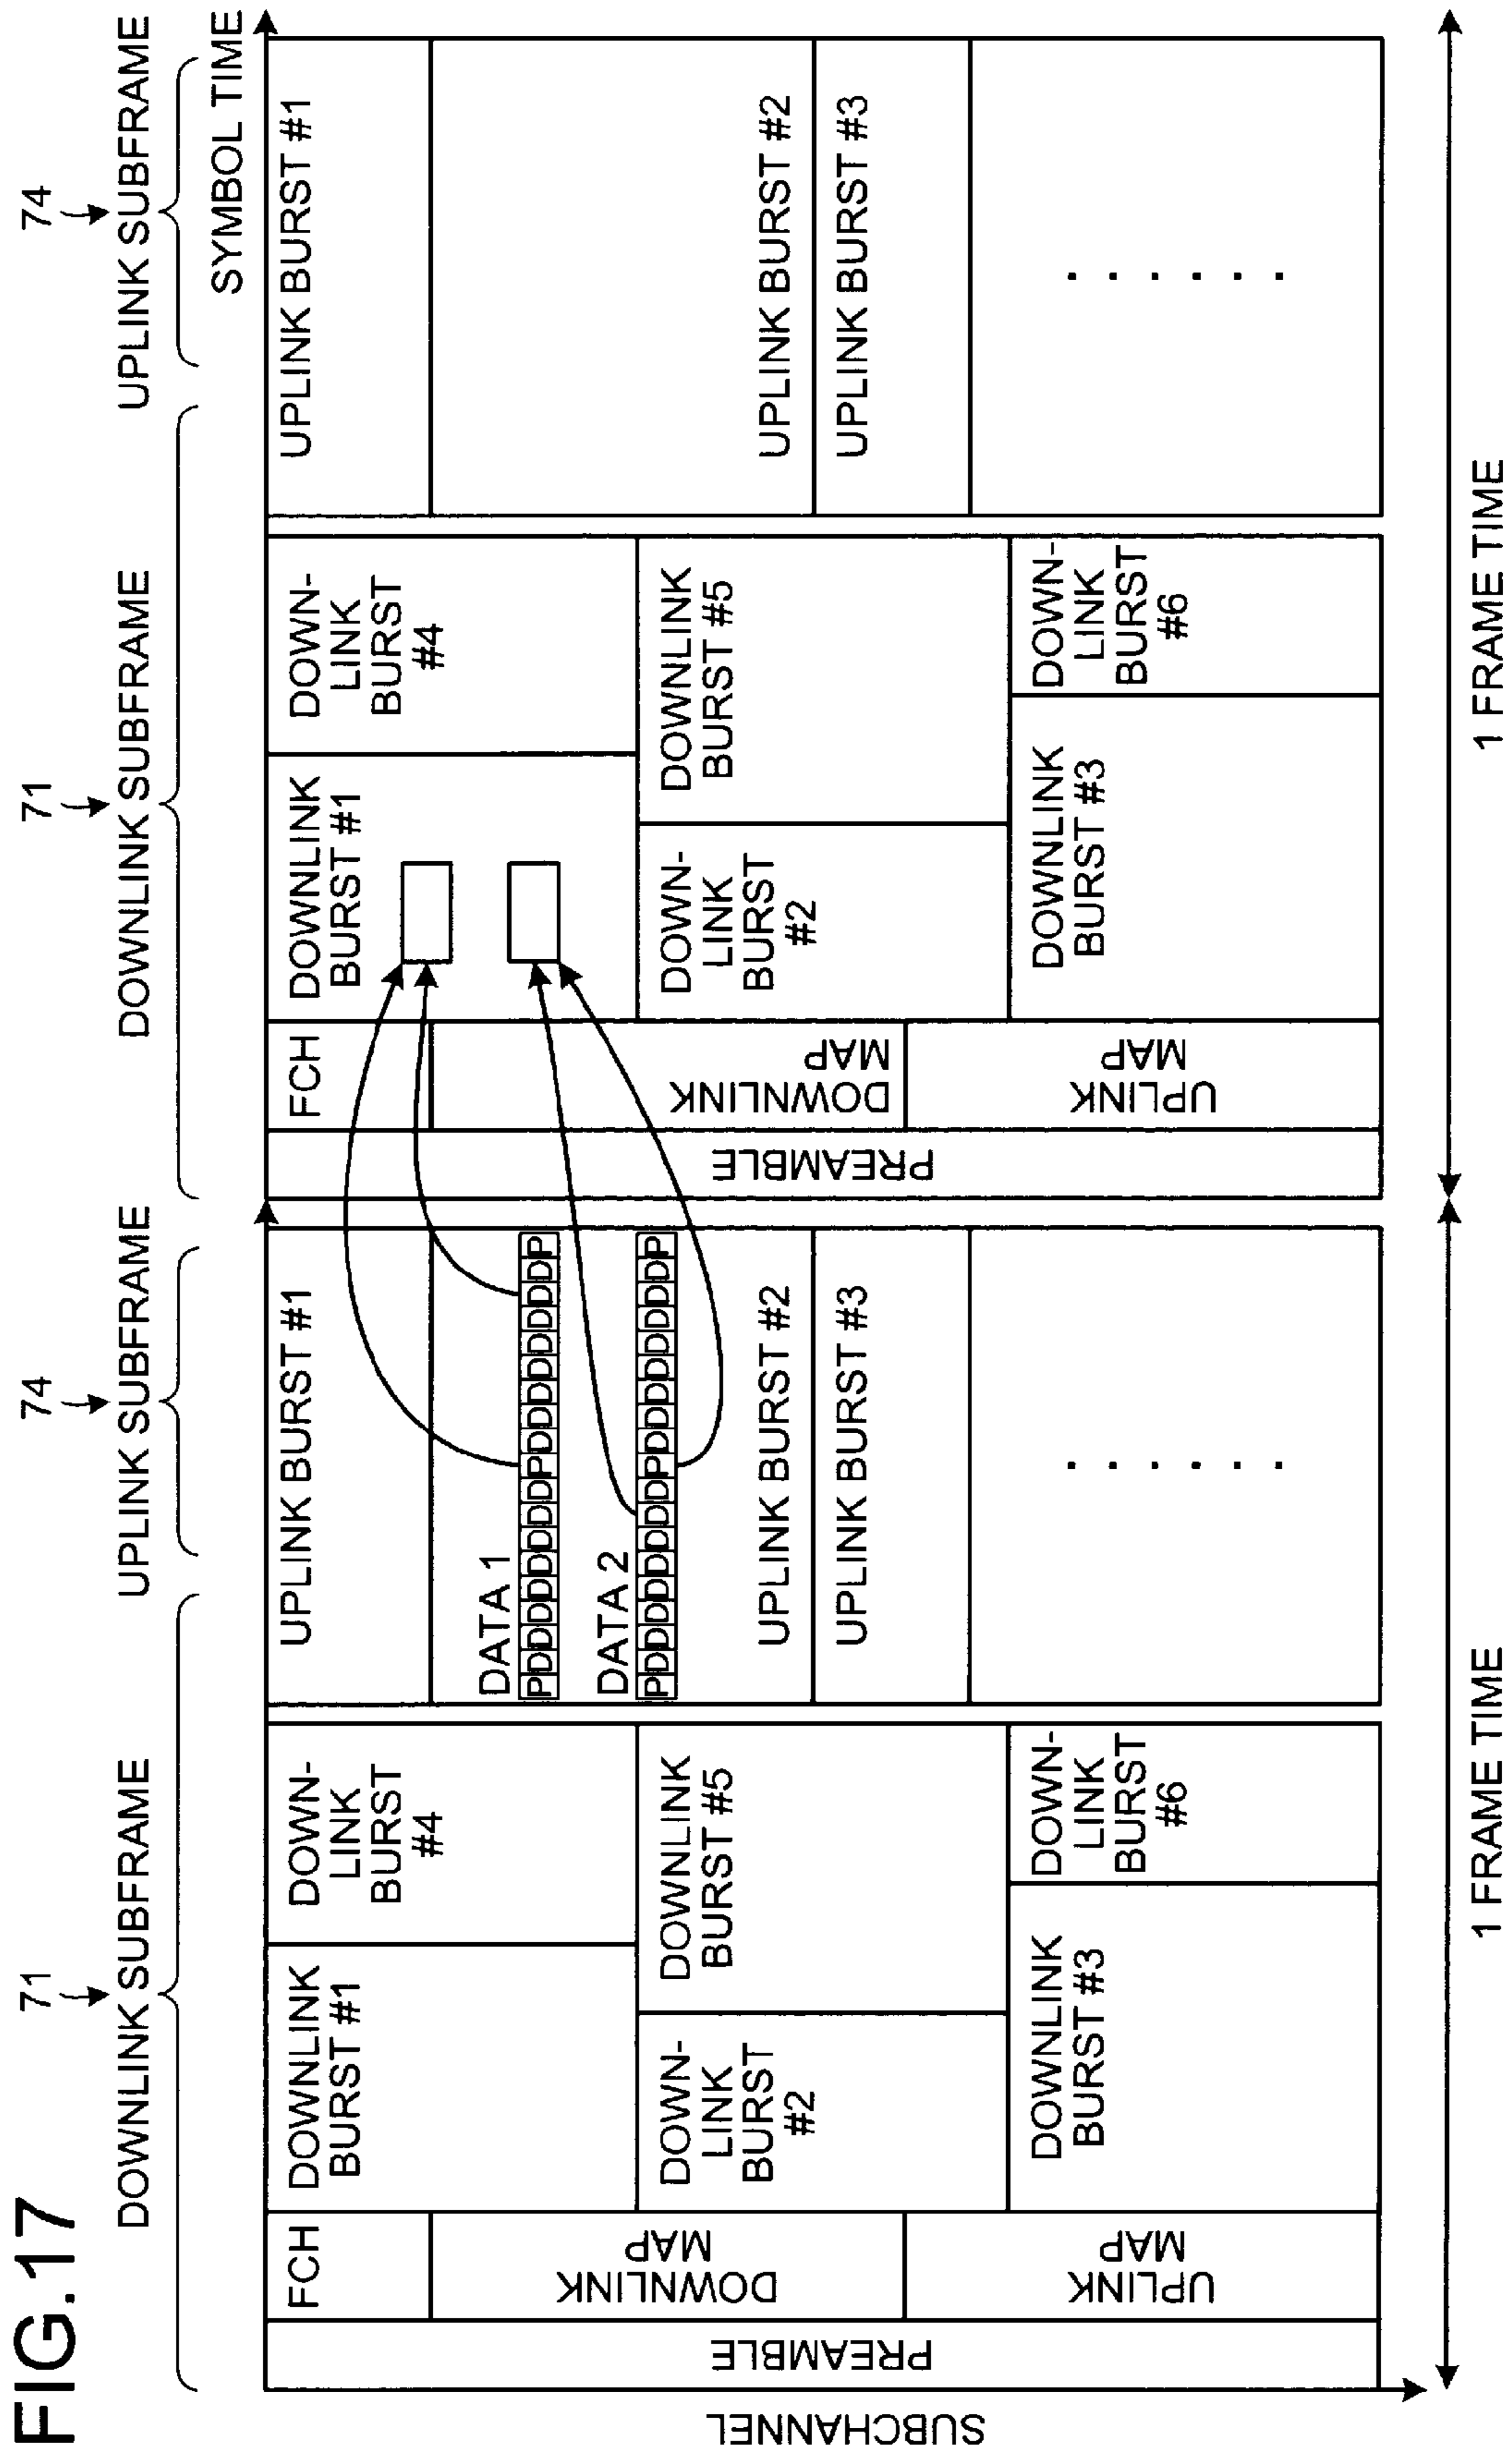 FIG.17
71
74
71
74
DOWNLINK SUBFRAME
UPLINK SUBFRAME
DOWNLINK SUBFRAME
UPLINK SUBFRAME
SYMBOL TIME
SUBCHANNEL
PREAMBLE
FCH
DOWNLINK
MAP
UPLINK
MAP
DOWNLINK
BURST #1
DOWN-
LINK
BURST
#2
DOWNLINK
BURST #3
DOWN-
LINK
BURST
#4
DOWNLINK
BURST #5
DOWN-
LINK
BURST
#6
UPLINK BURST #1
DATA 1
PDDDDDDDDPDDDDDDDDP
DATA 2
PDDDDDDDDPDDDDDDDDP
UPLINK BURST #2
UPLINK BURST #3
. . . . . .
PREAMBLE
FCH
DOWNLINK
MAP
UPLINK
MAP
DOWNLINK
BURST #1
DOWN-
LINK
BURST
#2
DOWNLINK
BURST #3
DOWN-
LINK
BURST
#4
DOWNLINK
BURST #5
DOWN-
LINK
BURST
#6
UPLINK BURST #1
UPLINK BURST #2
UPLINK BURST #3
. . . . . .
1 FRAME TIME
1 FRAME TIME